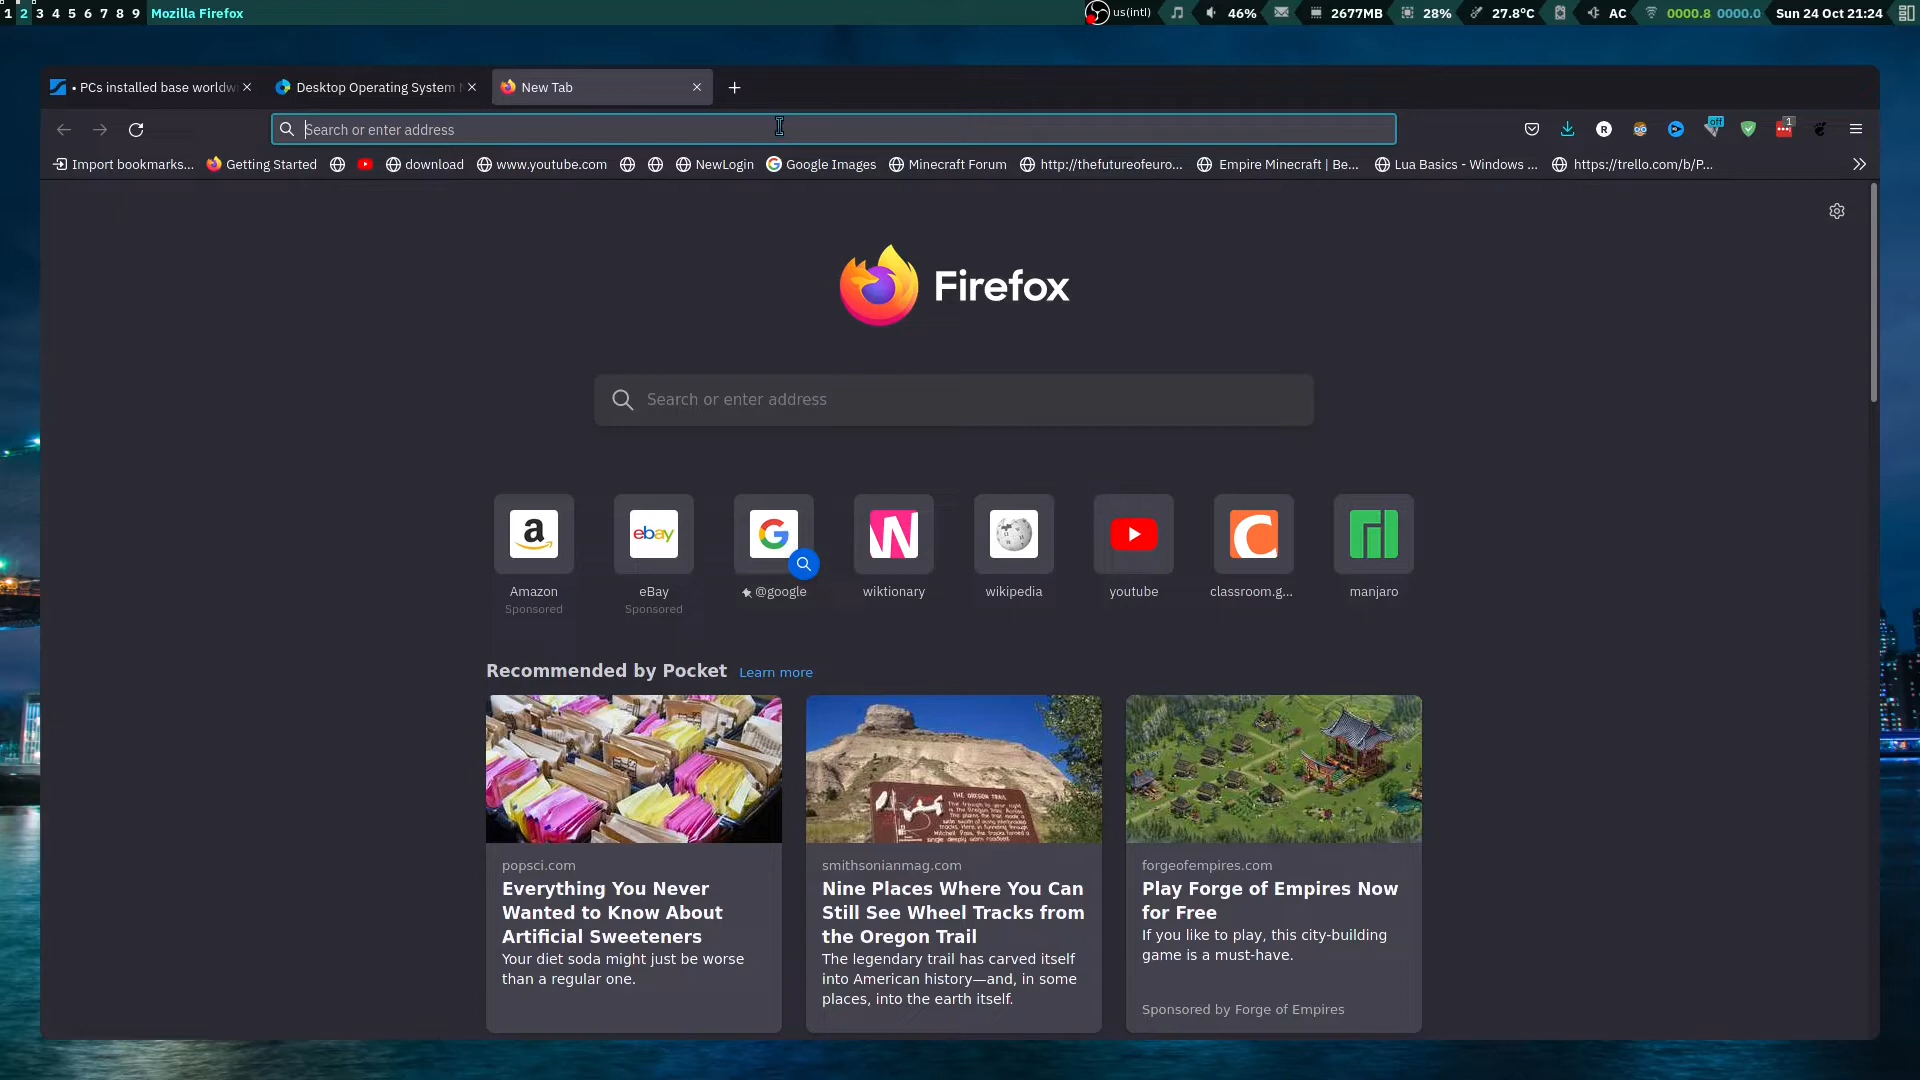 1 2 3 4 5 6 7 8 9 Mozilla Firefox us(intl) 46% 2677MB 28% 27.8°C AC 0000.8 0000.0 Sun 24 Oct 21:24
• PCs installed base worldw Desktop Operating System New Tab
Search or enter address off 1
Import bookmarks... Getting Started download www.youtube.com NewLogin Google Images Minecraft Forum http://thefutureofeuro... Empire Minecraft | Be... Lua Basics - Windows ... https://trello.com/b/P...
Firefox
Search or enter address
Amazon eBay @google wiktionary wikipedia youtube classroom.g... manjaro
Sponsored Sponsored
Recommended by Pocket Learn more
THE OREGON TRAIL
popsci.com
Everything You Never
Wanted to Know About
Artificial Sweeteners
Your diet soda might just be worse
than a regular one.
smithsonianmag.com
Nine Places Where You Can
Still See Wheel Tracks from
the Oregon Trail
The legendary trail has carved itself
into American history—and, in some
places, into the earth itself.
forgeofempires.com
Play Forge of Empires Now
for Free
If you like to play, this city-building
game is a must-have.
Sponsored by Forge of Empires